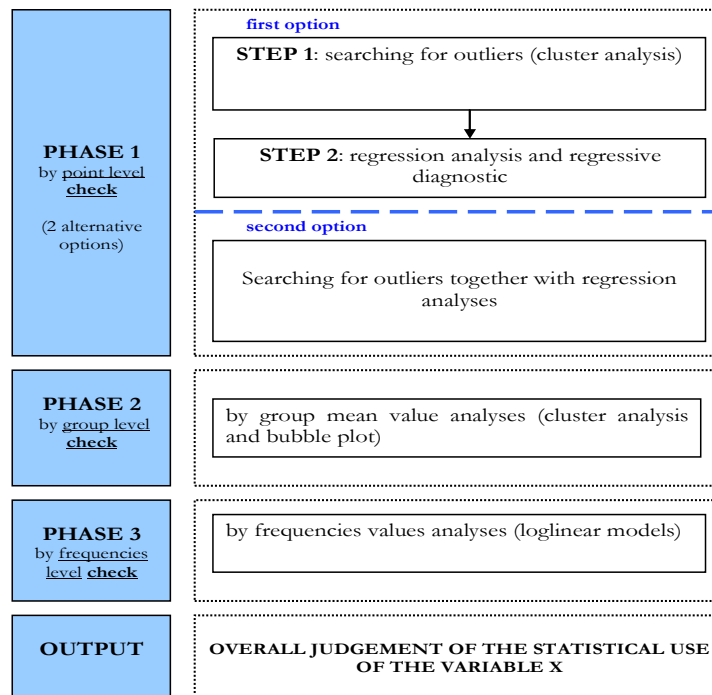 first option
STEP 1: searching for outliers (cluster analysis)
PHASE 1
by point level
check
(2 alternative
options)
STEP 2: regression analysis and regressive
diagnostic
second option
Searching for outliers together with regression
analyses
PHASE 2
by group level
check
by group mean value analyses (cluster analysis
and bubble plot)
PHASE 3
by frequencies
level check
by frequencies values analyses (loglinear models)
OUTPUT
OVERALL JUDGEMENT OF THE STATISTICAL USE
OF THE VARIABLE X